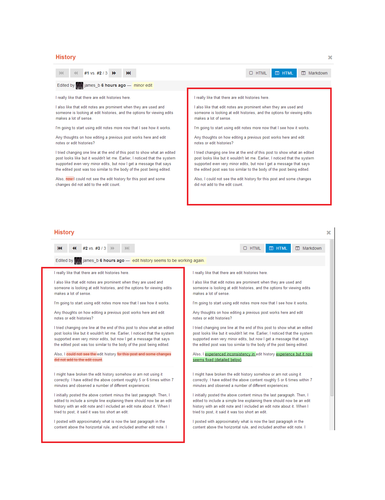 History
×
#1 vs #2 / 3
HTML
HTML
Markdown
Edited by james_b 6 hours ago — minor edit
I really like that there are edit histories here
I also like that edit notes are prominent when they are used and
someone is looking at edit histories, and the options for viewing edits
makes a lot of sense.
I'm going to start using edit notes more now that I see how it works.
Any thoughts on how editing a previous post works here and edit
notes or edit histories?
I tried changing one line at the end of this post to show what an edited
post looks like but it wouldn't let me. Earlier, I noticed that the system
supported even empty edits, but now I get a message that says
the edited post was too similar to the body of the post being edited.
could not see the edit history for this post and some changes
did not add to the edit count.
I really like that there are edit histories here
I also like that edit notes are prominent when they are used and
someone is looking at edit histories, and the options for viewing edits
makes a lot of sense.
I'm going to start using edit notes more now that I see how it works.
Any thoughts on how editing a previous post works here and edit
notes or edit histories?
I tried changing one line at the end of this post to show what an edited
post looks like but it wouldn't let me. Earlier, I noticed that the system
supported even empty edits, but now I get a message that says
the edited post was too similar to the body of the post being edited.
Also, I could not see the edit history for this post and some changes
did not add to the edit count.
History
×
#2 vs #3 / 3
HTML
HTML
Markdown
Edited by james_b 6 hours ago — edit history seems to be working again
I really like that there are edit histories here
I also like that edit notes are prominent when they are used and
someone is looking at edit histories, and the options for viewing edits
makes a lot of sense.
I'm going to start using edit notes more now that I see how it works.
Any thoughts on how editing a previous post works here and edit
notes or edit histories?
I tried changing one line at the end of this post to show what an edited
post looks like but it wouldn't let me. Earlier, I noticed that the system
supported even empty edits, but now I get a message that says
the edited post was too similar to the body of the post being edited.
Also, I could not see the edit history for this post and some changes
did not add to the edit count.
I might have broken the edit history somehow or am not using it
correctly. I have edited the above content roughly 5 or 6 times within 7
minutes and observed a number of different experiences.
Initially, I posted the above content minus the last paragraph. Then, I
edited to include a simple line explaining there should now be an edit
history with an edit note and I included an edit note about it. When I
tried to post, it said it was too short an edit
I posted with approximately what is now the last paragraph in the
content above the horizontal rule, and included another edit note. I
I really like that there are edit histories here
I also like that edit notes are prominent when they are used and
someone is looking at edit histories, and the options for viewing edits
makes a lot of sense.
I'm going to start using edit notes more now that I see how it works.
Any thoughts on how editing a previous post works here and edit
notes or edit histories?
I tried changing one line at the end of this post to show what an edited
post looks like but it wouldn't let me. Earlier, I noticed that the system
supported even empty edits, but now I get a message that says
the edited post was too similar to the body of the post being edited.
Also, I experienced inconsistency in edit history experience but it now
seems fixed (detailed below).
I might have broken the edit history somehow or am not using it
correctly. I have edited the above content roughly 5 or 6 times within 7
minutes and observed a number of different experiences.
Initially, I posted the above content minus the last paragraph. Then, I
edited to include a simple line explaining there should now be an edit
history with an edit note and I included an edit note about it. When I
tried to post, it said it was too short an edit
I posted with approximately what is now the last paragraph in the
content above the horizontal rule, and included another edit note. I